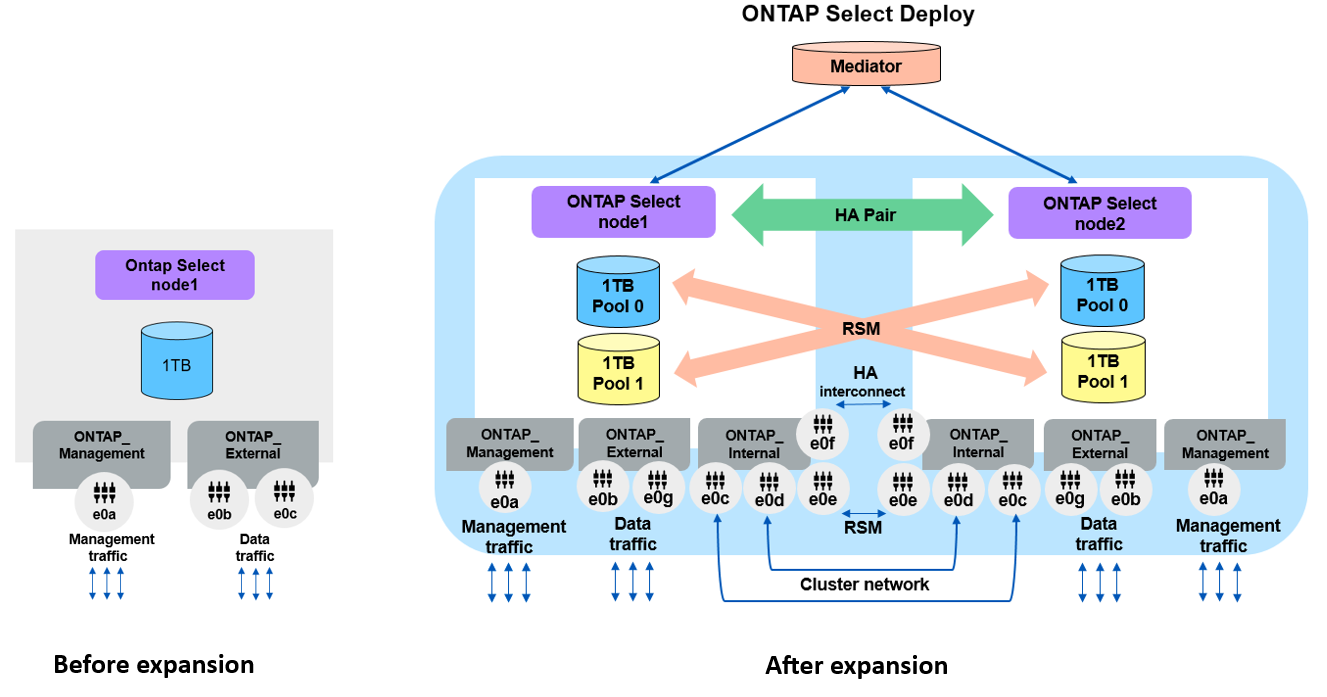 ONTAP Select Deploy
Mediator
Ontap Select
node1
1TB
ONTAP_
Management
ONTAP_
External
e0a
e0b
e0c
Management
traffic
Data
traffic
Before expansion
ONTAP Select
node1
HA Pair
ONTAP Select
node2
1TB
Pool 0
1TB
Pool 1
RSM
1TB
Pool 0
1TB
Pool 1
HA
interconnect
ONTAP_
Management
ONTAP_
External
ONTAP_
Internal
e0f
e0f
ONTAP_
Internal
ONTAP_
External
ONTAP_
Management
e0a
e0b
e0g
e0c
e0d
e0e
e0e
e0d
e0c
e0g
e0b
e0a
Management
traffic
Data
traffic
RSM
Data
traffic
Management
traffic
Cluster network
After expansion